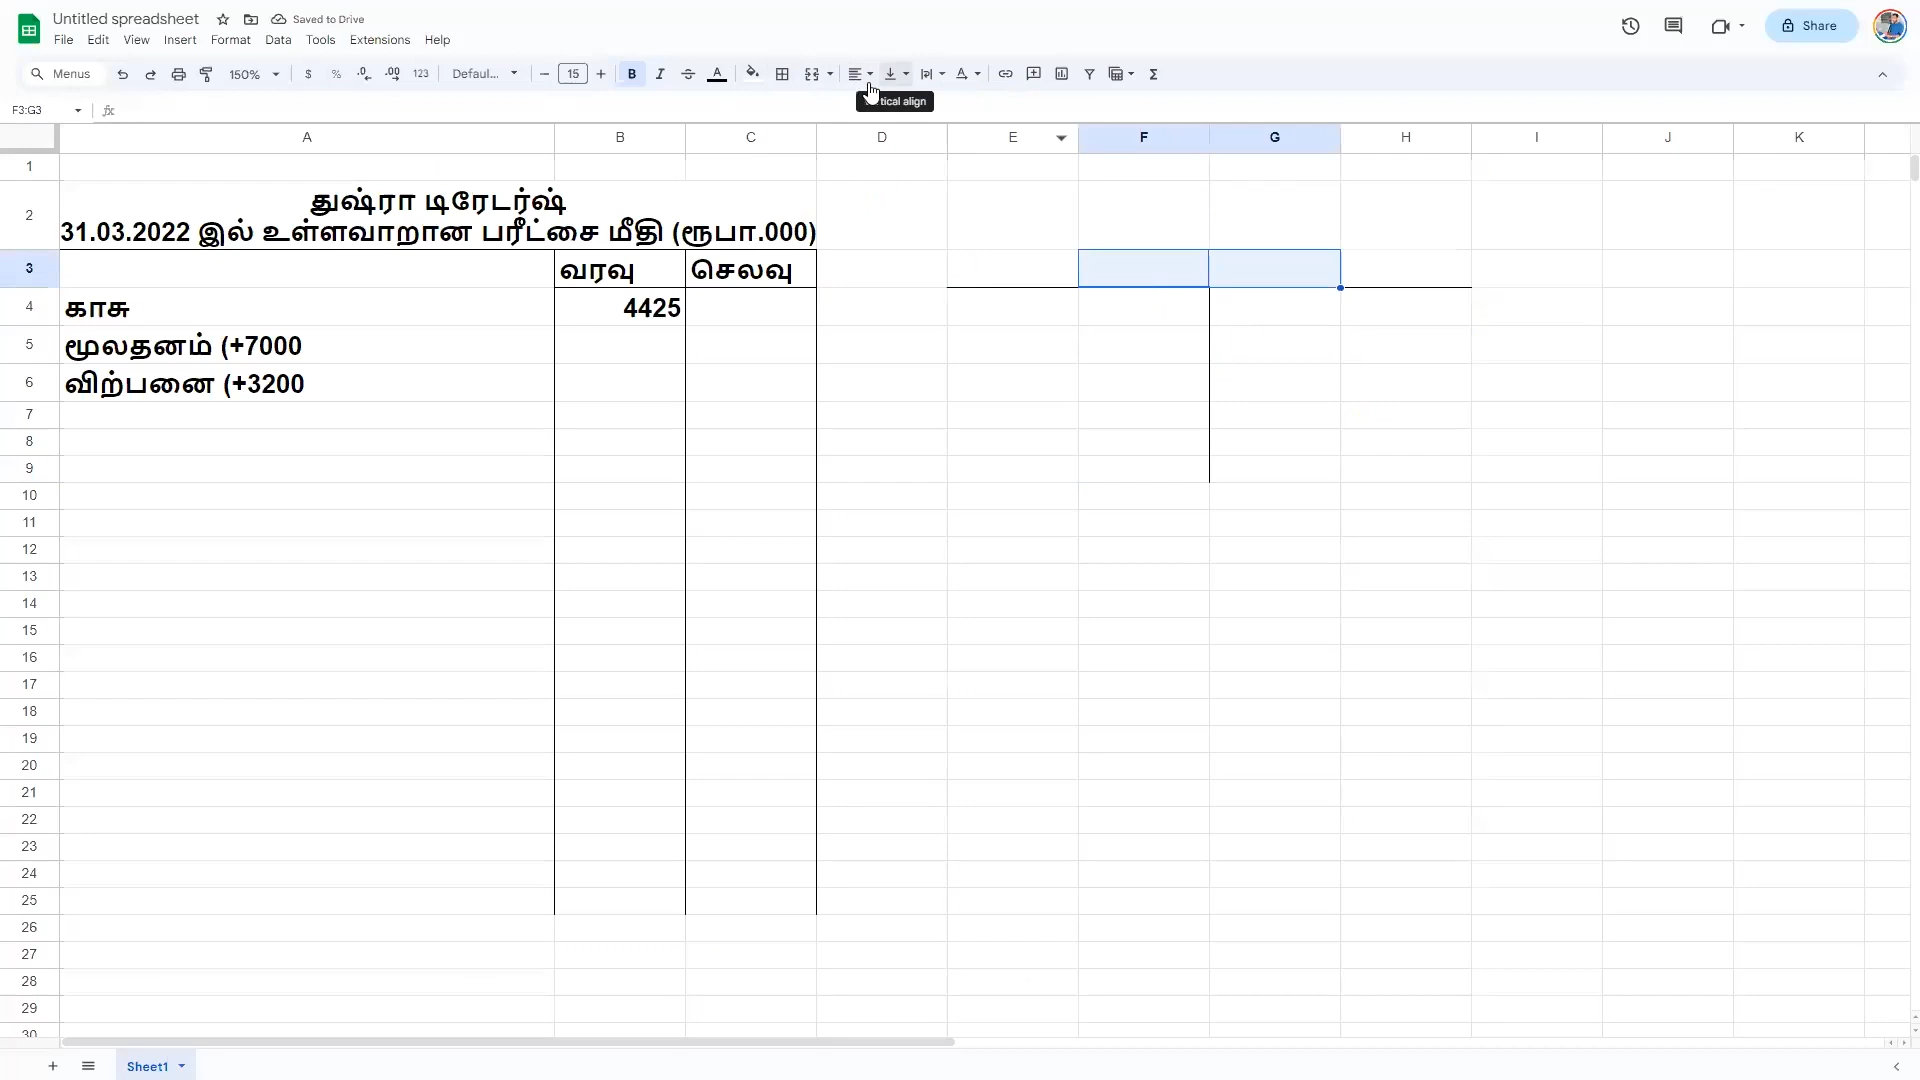 Untitled spreadsheet
Saved to Drive
File Edit View Insert Format Data Tools Extensions Help
Share
Menus 150% $ % .0 .00 123 Defaul... 15 B I A Σ
tical align
F3:G3 fx
A B C D E F G H I J K
1
2 துஷ்ரா டிரேடர்ஷ்
31.03.2022 இல் உள்ளவாறான பரீட்சை மீதி (ரூபா.000)
3 வரவு செலவு
4 காசு 4425
5 மூலதனம் (+7000
6 விற்பனை (+3200
7
8
9
10
11
12
13
14
15
16
17
18
19
20
21
22
23
24
25
26
27
28
29
30
Sheet1